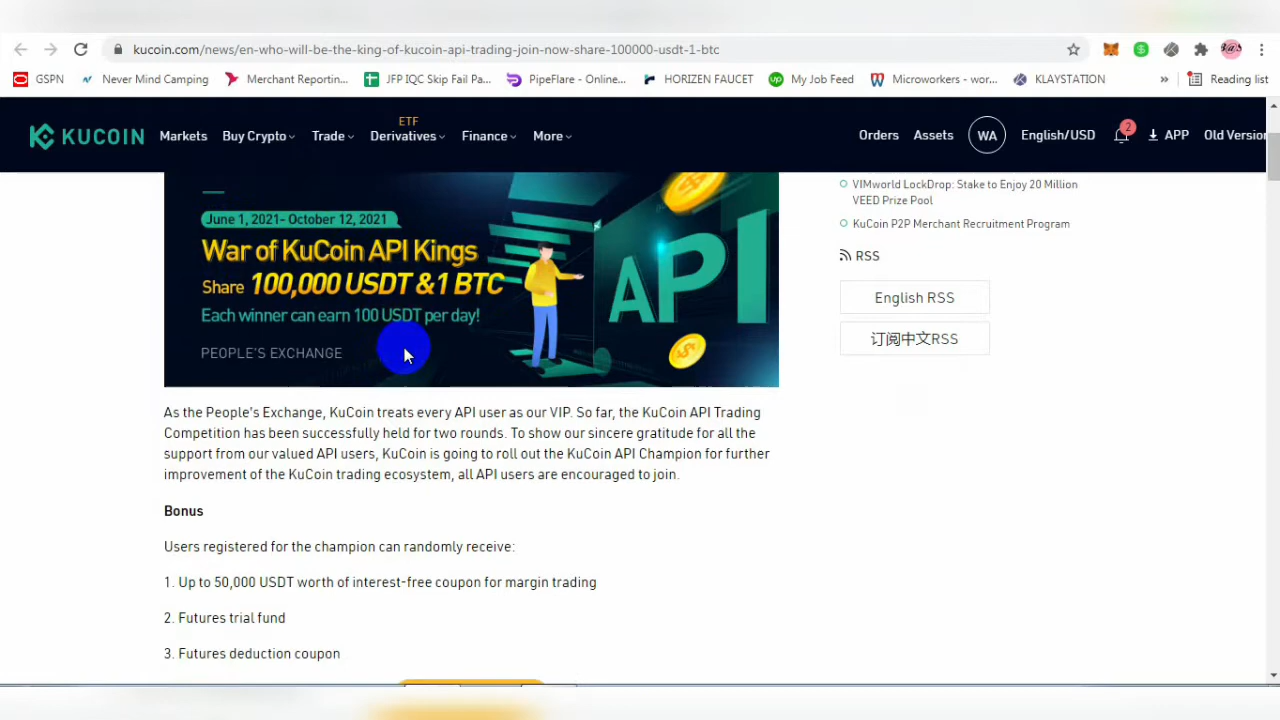 kucoin.com/news/en-who-will-be-the-king-of-kucoin-api-trading-join-now-share-100000-usdt-1-btc
GSPN
Never Mind Camping
Merchant Reportin...
JFP IQC Skip Fail Pa...
PipeFlare - Online...
HORIZEN FAUCET
My Job Feed
Microworkers - wor...
KLAYSTATION
»
Reading list
KUCOIN
Markets
Buy Crypto
Trade
ETF
Derivatives
Finance
More
Orders
Assets
WA
English/USD
2
APP
Old Version
June 1, 2021- October 12, 2021
War of KuCoin API Kings
Share 100,000 USDT &1 BTC
Each winner can earn 100 USDT per day!
PEOPLE'S EXCHANGE
API
As the People's Exchange, KuCoin treats every API user as our VIP. So far, the KuCoin API Trading
Competition has been successfully held for two rounds. To show our sincere gratitude for all the
support from our valued API users, KuCoin is going to roll out the KuCoin API Champion for further
improvement of the KuCoin trading ecosystem, all API users are encouraged to join.
Bonus
Users registered for the champion can randomly receive:
1. Up to 50,000 USDT worth of interest-free coupon for margin trading
2. Futures trial fund
3. Futures deduction coupon
VIMworld LockDrop: Stake to Enjoy 20 Million
VEED Prize Pool
KuCoin P2P Merchant Recruitment Program
RSS
English RSS
订阅中文RSS